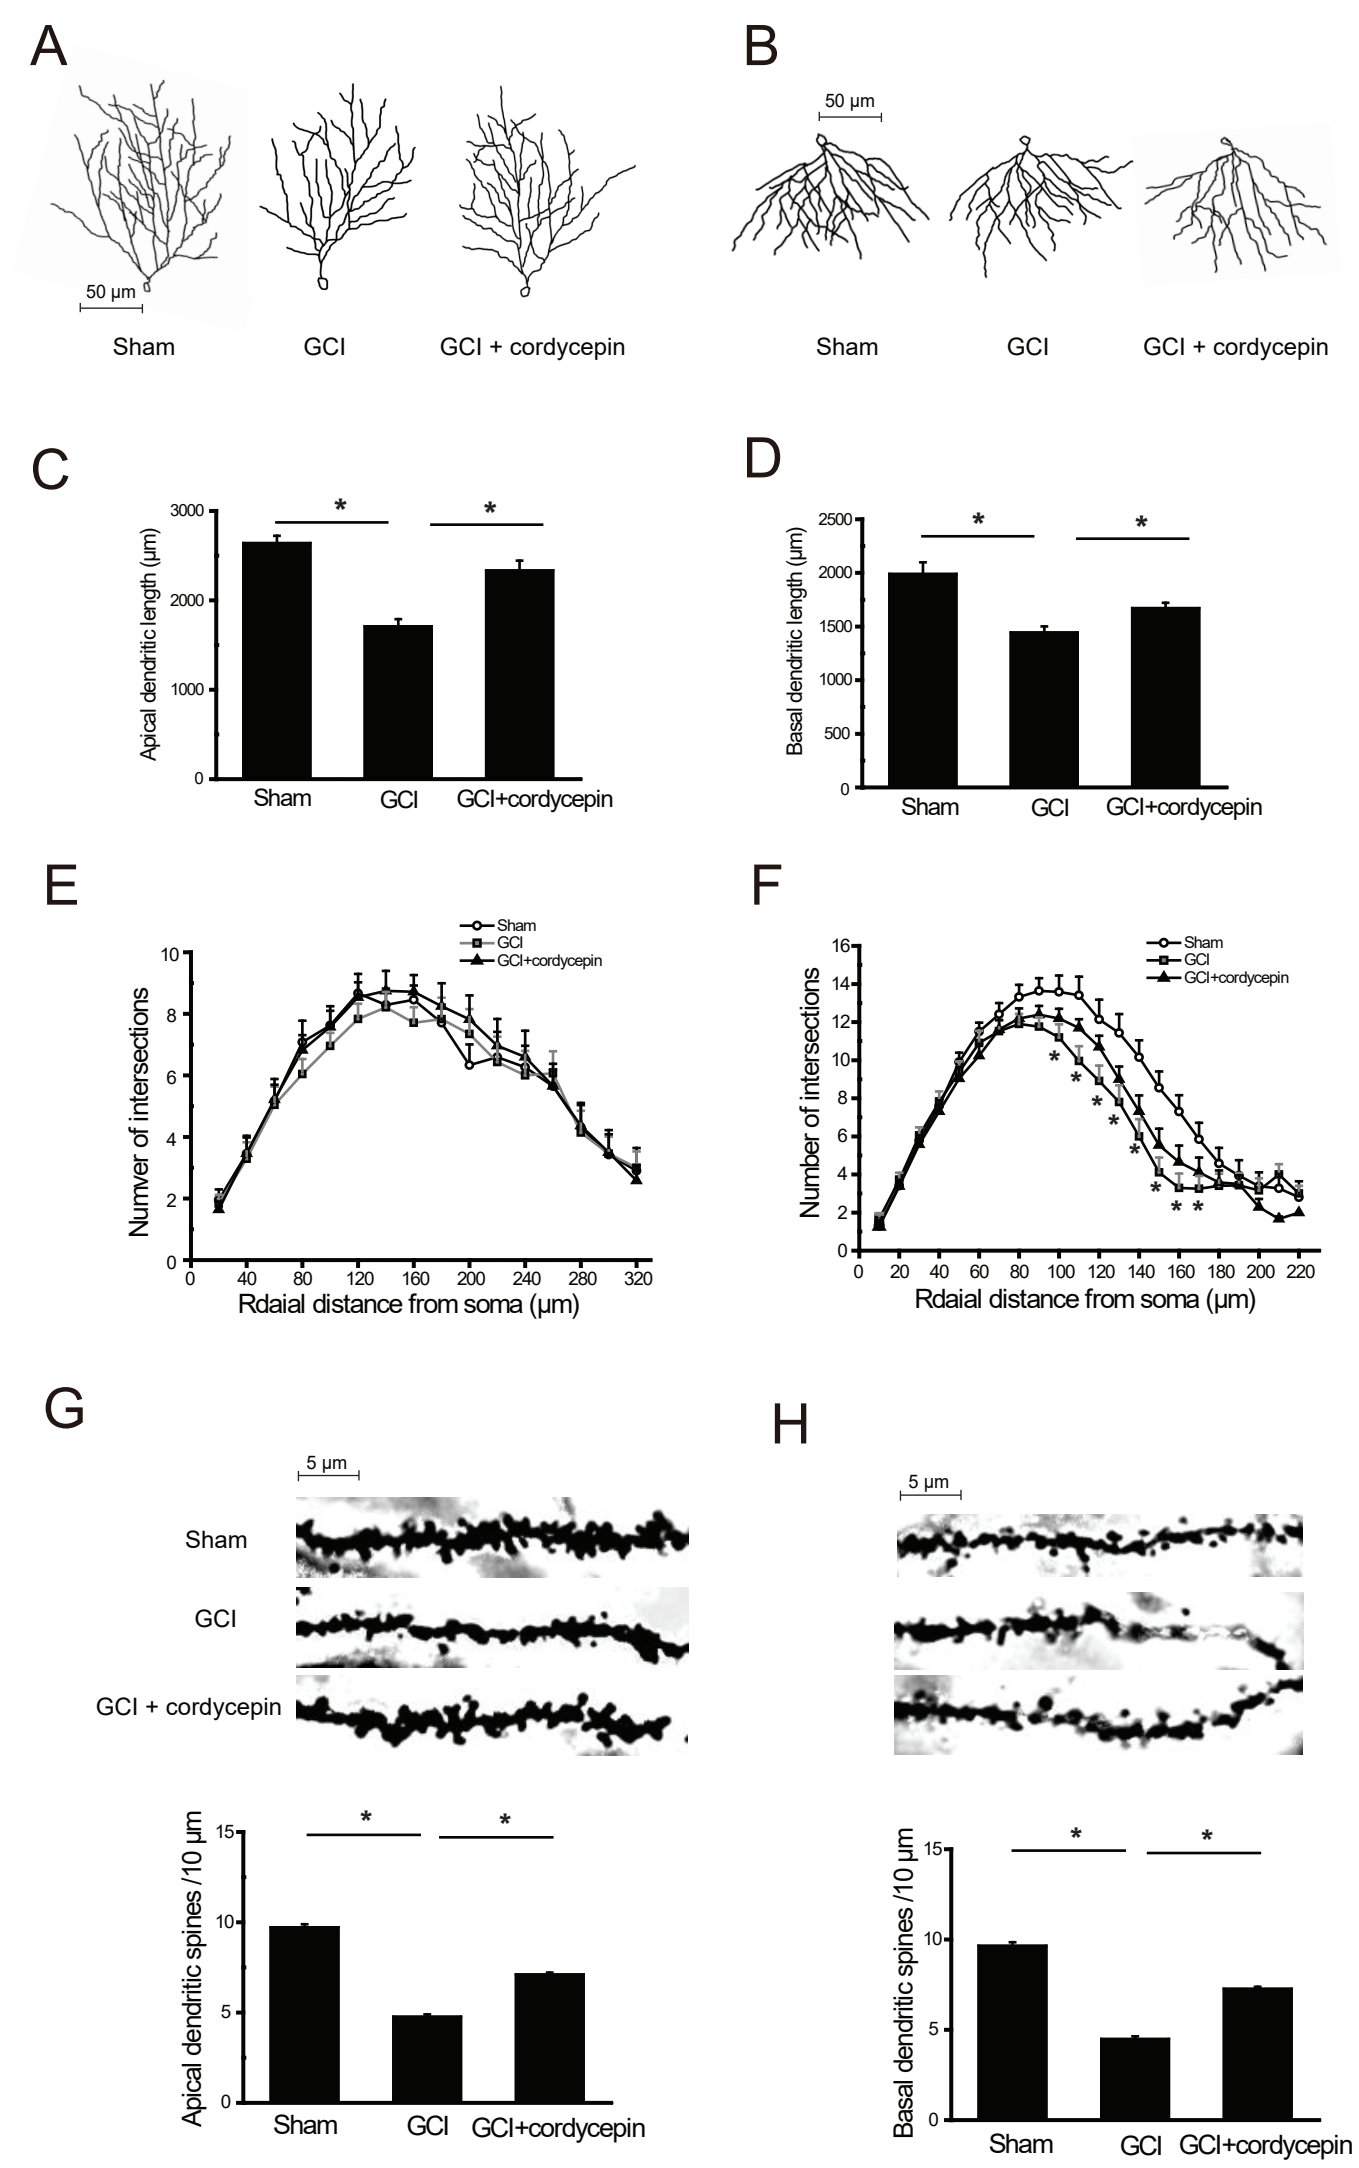 A
B
50 µm
50 µm
Sham
GCI
GCI + cordycepin
Sham
GCI
GCI + cordycepin
C
Apical dendritic length (µm)
3000
2000
1000
0
*
*
Sham
GCI
GCI+cordycepin
D
Basal dendritic length (µm)
2500
2000
1500
1000
500
0
*
*
Sham
GCI
GCI+cordycepin
E
Sham
GCI
GCI+cordycepin
Numver of intersections
10
8
6
4
2
0
0 40 80 120 160 200 240 280 320
Rdaial distance from soma (µm)
F
Sham
GCI
GCI+cordycepin
Number of intersections
16
14
12
10
8
6
4
2
0
* * * * * * * *
0 20 40 60 80 100 120 140 160 180 200 220
Rdaial distance from soma (µm)
G
5 µm
Sham
GCI
GCI + cordycepin
Apical dendritic spines /10 µm
15
10
5
0
*
*
Sham
GCI
GCI+cordycepin
H
5 µm
Basal dendritic spines /10 µm
15
10
5
0
*
*
Sham
GCI
GCI+cordycepin